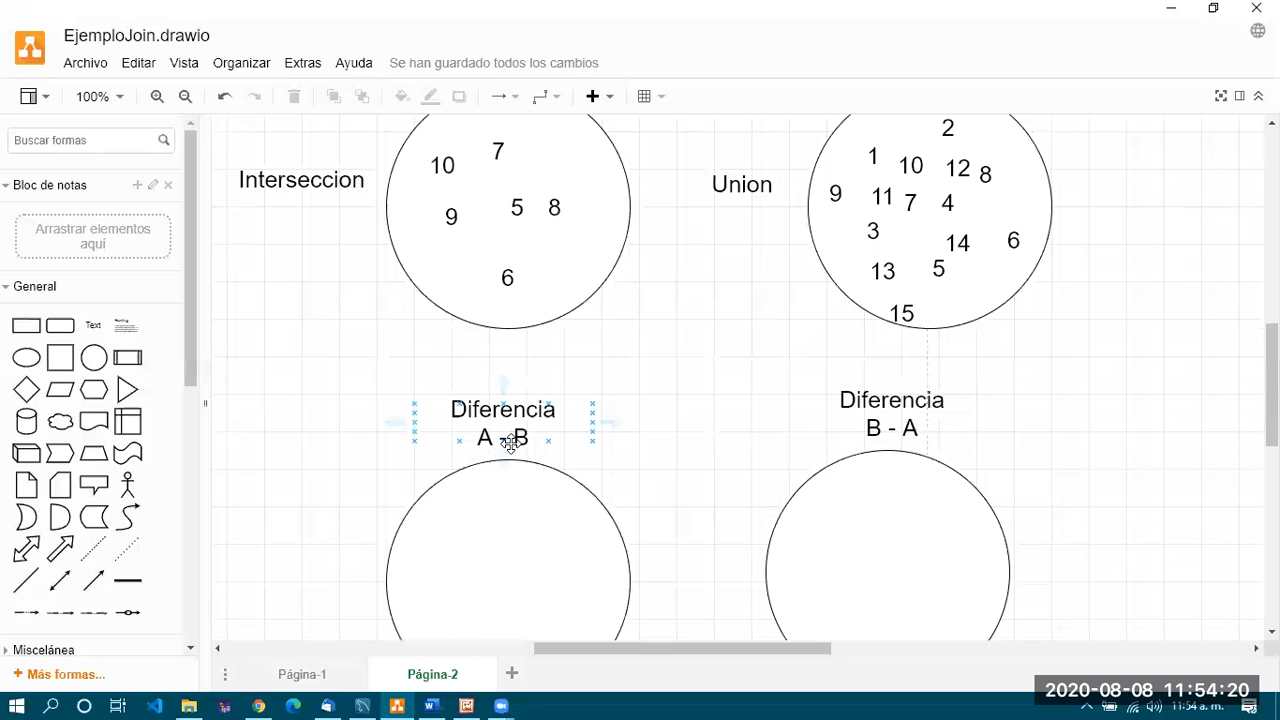 EjemploJoin.drawio
Archivo Editar Vista Organizar Extras Ayuda Se han guardado todos los cambios
100%
Buscar formas
Bloc de notas
Arrastrar elementos
aquí
General
Text
Miscelánea
Más formas...
Interseccion
10 7
9 5 8
6
Union
2
1 10 12 8
9 11 7 4
3 14 6
13 5
15
Diferencia
A - B
Diferencia
B - A
Página-1 Página-2
2020-08-08 11:54:20
11:54 a. m.